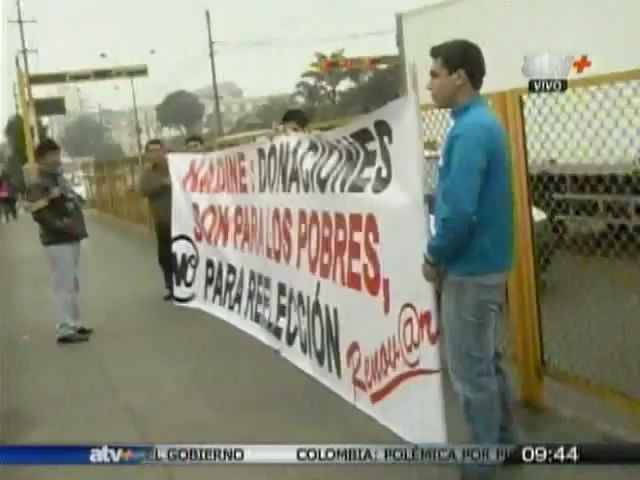 atv+
VIVO
NADINE: DONACIONES
SON PARA LOS POBRES,
NO PARA REELECCIÓN
Renov@r
atv+ EL GOBIERNO COLOMBIA: POLÉMICA POR 09:44